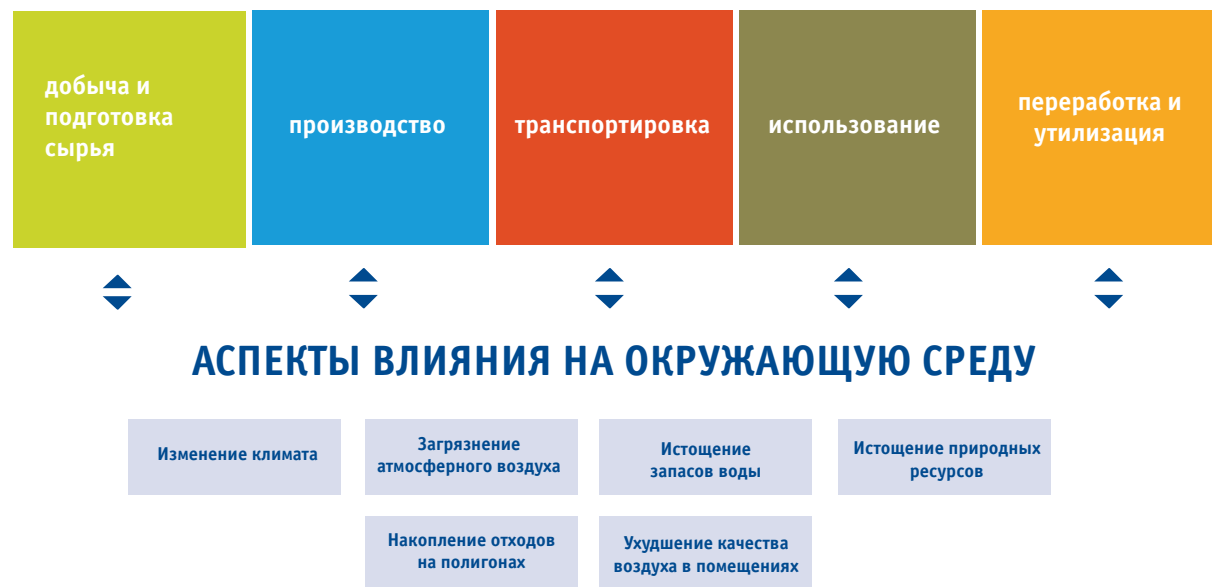 добыча и
подготовка
сырья
производство
транспортировка
использование
переработка и
утилизация
АСПЕКТЫ ВЛИЯНИЯ НА ОКРУЖАЮЩУЮ СРЕДУ
Изменение климата
Загрязнение
атмосферного воздуха
Истощение
запасов воды
Истощение природных
ресурсов
Накопление отходов
на полигонах
Ухудшение качества
воздуха в помещениях